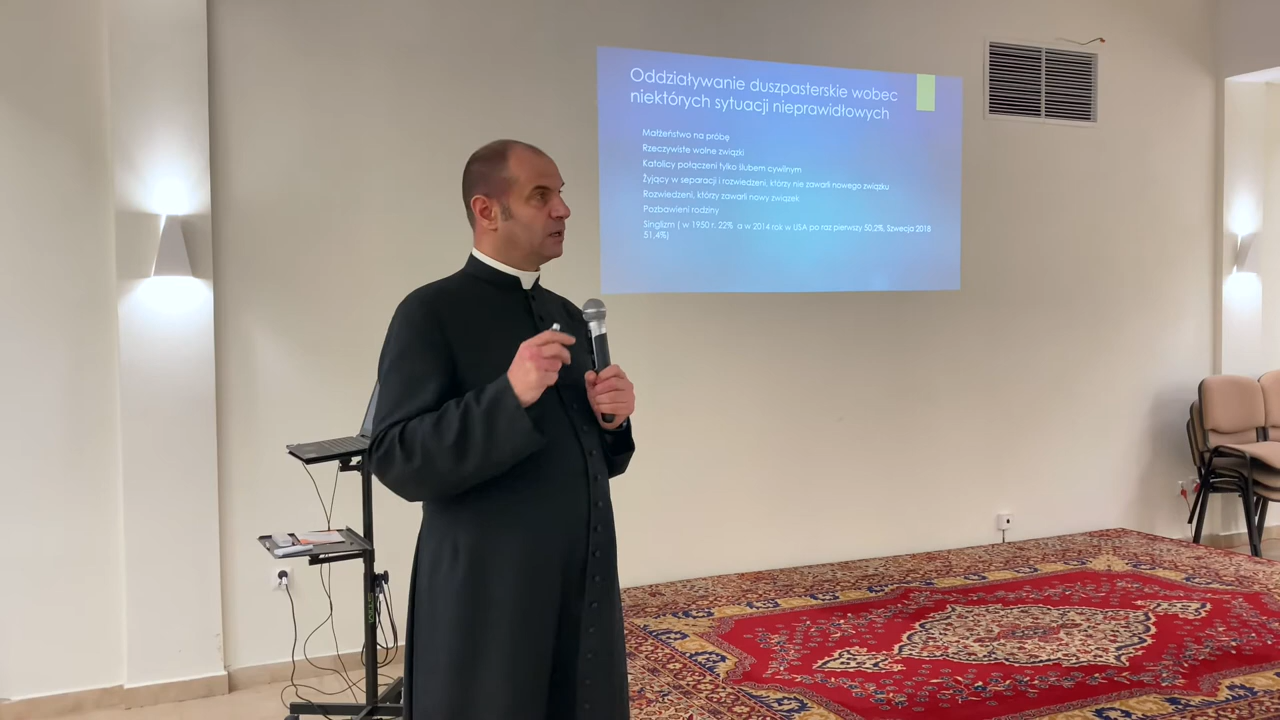 Oddziaływanie duszpasterskie wobec
niektórych sytuacji nieprawidłowych
Małżeństwo na próbę
Rzeczywiste wolne związki
Katolicy połączeni tylko ślubem cywilnym
Żyjący w separacji i rozwiedzeni, którzy nie zawarli nowego związku
Rozwiedzeni, którzy zawarli nowy związek
Pozbawieni rodziny
Singlizm ( w 1950 r. 22% a w 2014 rok w USA po raz pierwszy 50,2%, Szwecja 2018
51,4%)